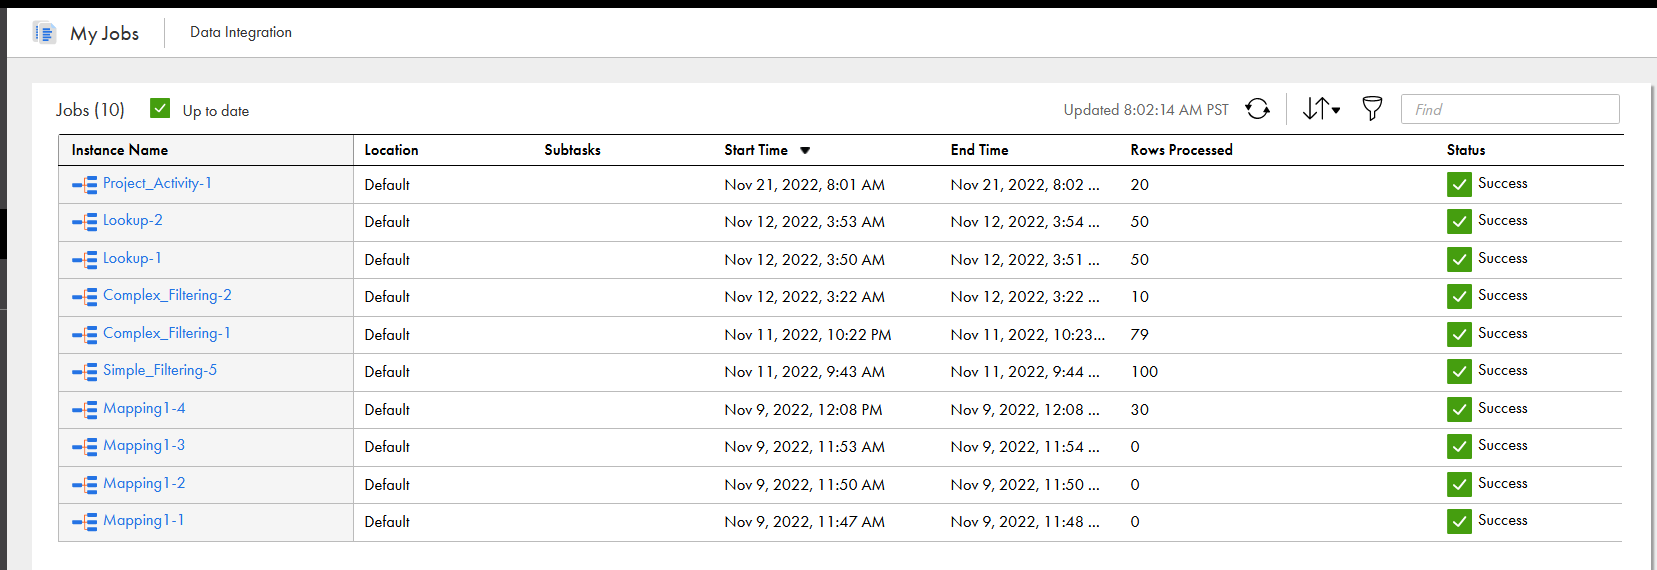 My Jobs Data Integration
Jobs (10) Up to date Updated 8:02:14 AM PST Find
Instance Name Location Subtasks Start Time End Time Rows Processed Status
Project_Activity-1 Default Nov 21, 2022, 8:01 AM Nov 21, 2022, 8:02 ... 20 Success
Lookup-2 Default Nov 12, 2022, 3:53 AM Nov 12, 2022, 3:54 ... 50 Success
Lookup-1 Default Nov 12, 2022, 3:50 AM Nov 12, 2022, 3:51 ... 50 Success
Complex_Filtering-2 Default Nov 12, 2022, 3:22 AM Nov 12, 2022, 3:22 ... 10 Success
Complex_Filtering-1 Default Nov 11, 2022, 10:22 PM Nov 11, 2022, 10:23... 79 Success
Simple_Filtering-5 Default Nov 11, 2022, 9:43 AM Nov 11, 2022, 9:44 ... 100 Success
Mapping1-4 Default Nov 9, 2022, 12:08 PM Nov 9, 2022, 12:08 ... 30 Success
Mapping1-3 Default Nov 9, 2022, 11:53 AM Nov 9, 2022, 11:54 ... 0 Success
Mapping1-2 Default Nov 9, 2022, 11:50 AM Nov 9, 2022, 11:50 ... 0 Success
Mapping1-1 Default Nov 9, 2022, 11:47 AM Nov 9, 2022, 11:48 ... 0 Success